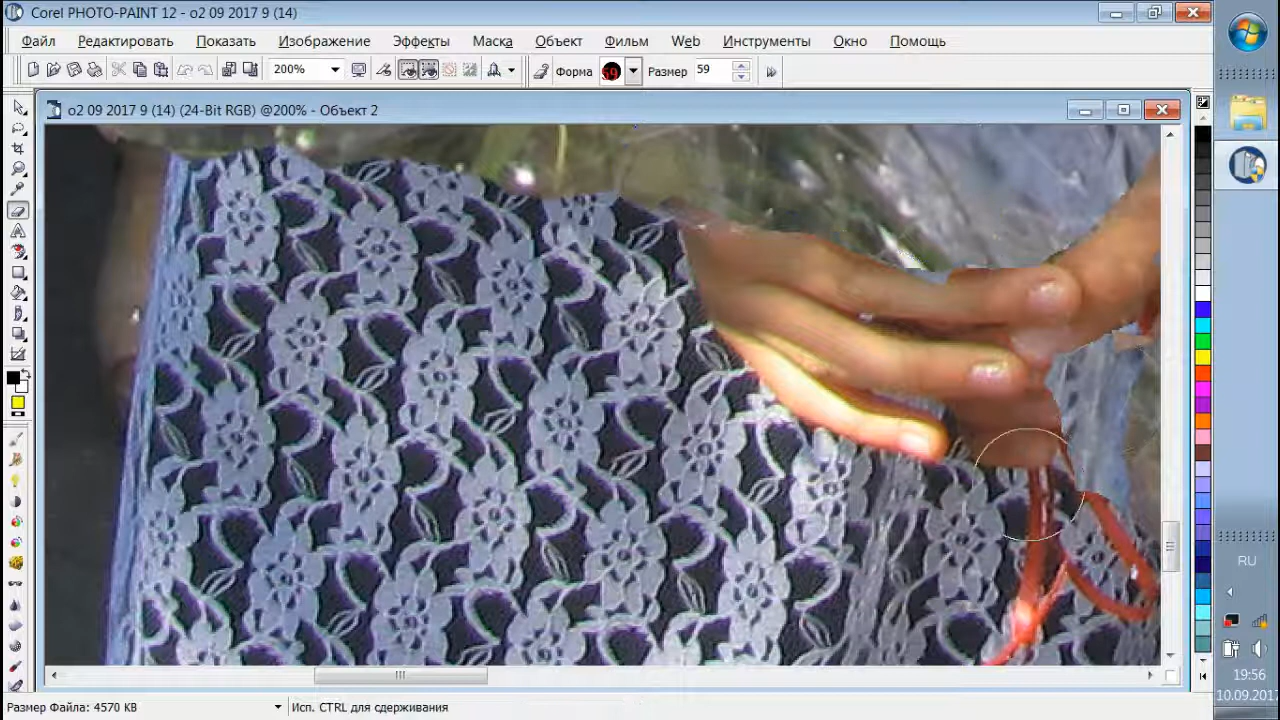 Corel PHOTO-PAINT 12 - o2 09 2017 9 (14)
Файл Редактировать Показать Изображение Эффекты Маска Объект Фильм Web Инструменты Окно Помощь
200% Форма 59 Размер 59
o2 09 2017 9 (14) (24-Bit RGB) @200% - Объект 2
RU
19:56
10.09.2017
Размер Файла: 4570 KB Исп. CTRL для сдерживания